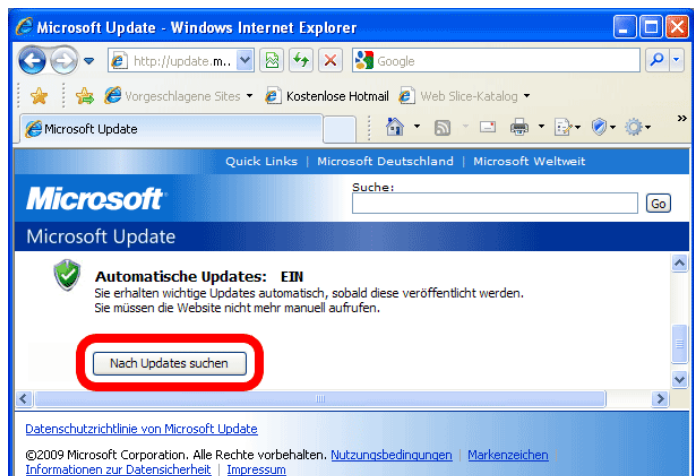 Microsoft Update - Windows Internet Explorer
http://update.m..
Google
Vorgeschlagene Sites
Kostenlose Hotmail
Web Slice-Katalog
Microsoft Update
»
Quick Links | Microsoft Deutschland | Microsoft Weltweit
Microsoft
Suche:
Go
Microsoft Update
Automatische Updates: EIN
Sie erhalten wichtige Updates automatisch, sobald diese veröffentlicht werden.
Sie müssen die Website nicht mehr manuell aufrufen.
Nach Updates suchen
Datenschutzrichtlinie von Microsoft Update
©2009 Microsoft Corporation. Alle Rechte vorbehalten. Nutzungsbedingungen | Markenzeichen |
Informationen zur Datensicherheit | Impressum